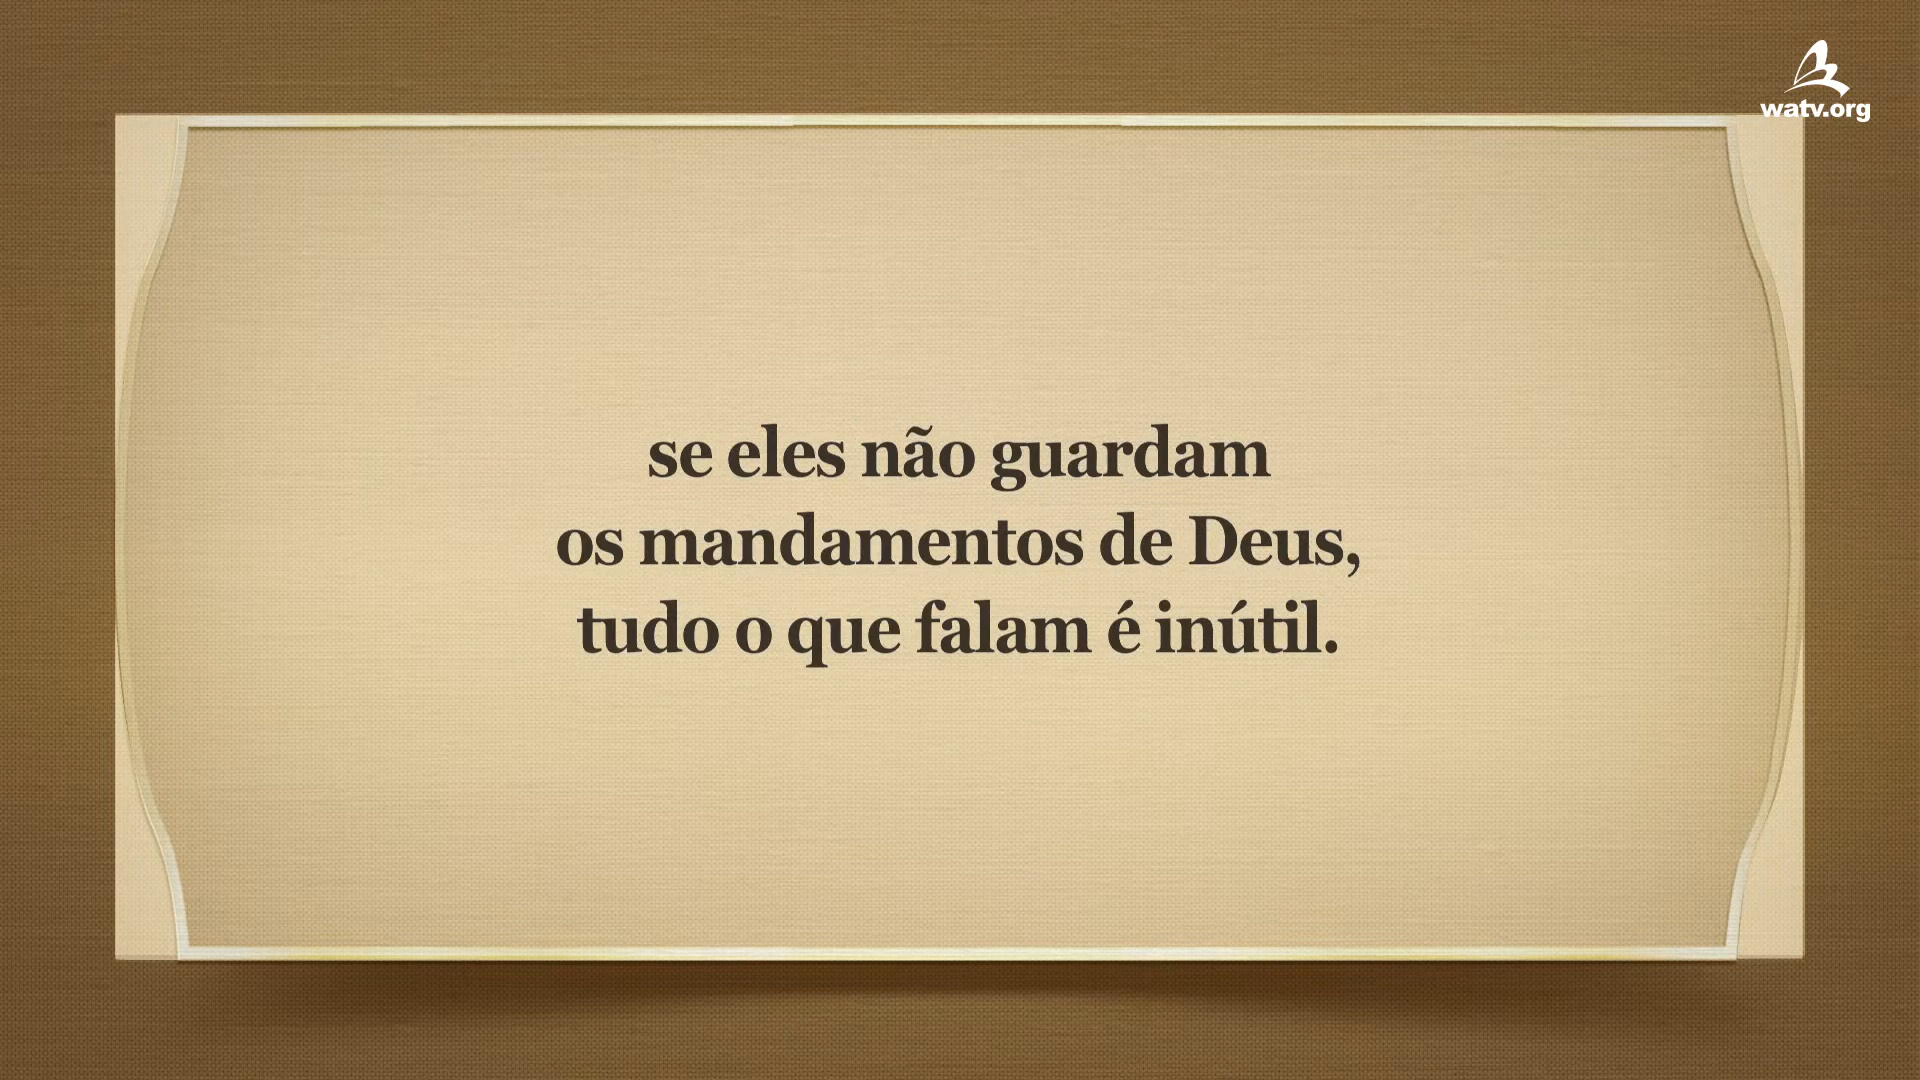 watv.org
se eles não guardam
os mandamentos de Deus,
tudo o que falam é inútil.